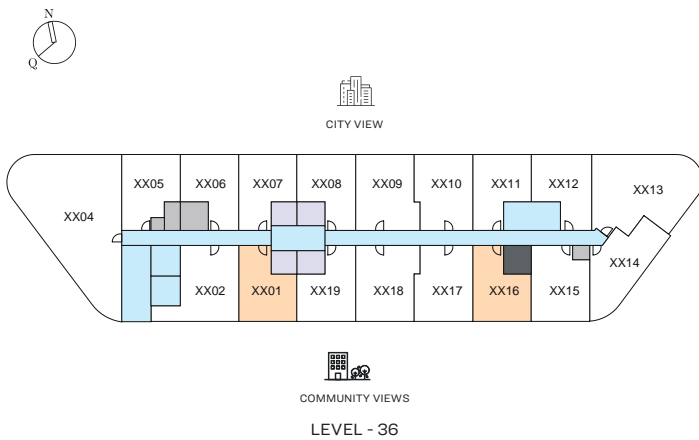 N
Q
CITY VIEW
XX05 XX06 XX07 XX08 XX09 XX10 XX11 XX12
XX13
XX04
XX14
XX02 XX01 XX19 XX18 XX17 XX16 XX15
COMMUNITY VIEWS
LEVEL - 36